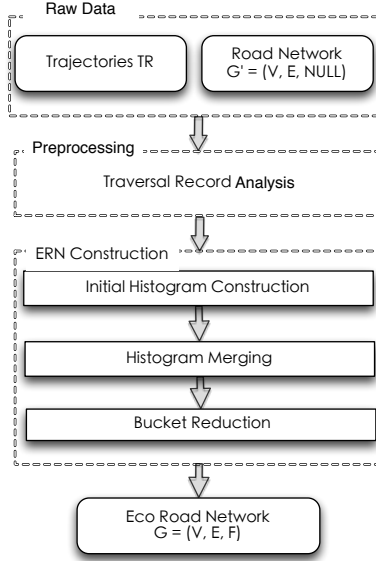 Raw Data
Trajectories TR
Road Network
G' = (V, E, NULL)
Preprocessing
Traversal Record Analysis
ERN Construction
Initial Histogram Construction
Histogram Merging
Bucket Reduction
Eco Road Network
G = (V, E, F)